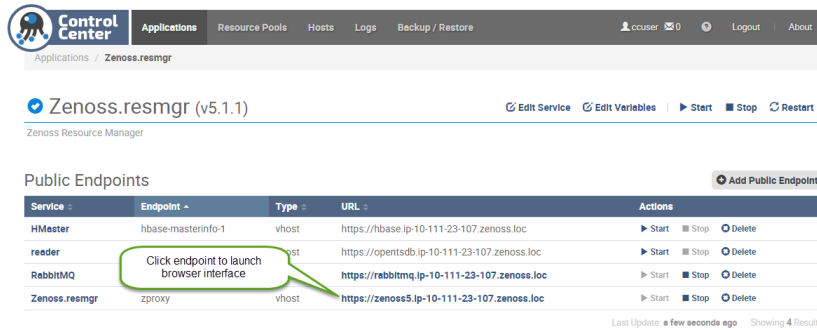 Control Center
Applications Resource Pools Hosts Logs Backup / Restore ccuser 0 Logout About
Applications / Zenoss.resmgr
Zenoss.resmgr (v5.1.1) Edit Service Edit Variables Start Stop Restart
Zenoss Resource Manager
Public Endpoints Add Public Endpoint
Service Endpoint Type URL Actions
HMaster hbase-masterinfo-1 vhost https://hbase.ip-10-111-23-107.zenoss.loc Start Stop Delete
reader vhost https://opentsdb.ip-10-111-23-107.zenoss.loc Start Stop Delete
Click endpoint to launch
browser interface
RabbitMQ https://rabbitmq.ip-10-111-23-107.zenoss.loc Start Stop Delete
Zenoss.resmgr zproxy vhost https://zenoss5.ip-10-111-23-107.zenoss.loc Start Stop Delete
Last Update: a few seconds ago Showing 4 Result